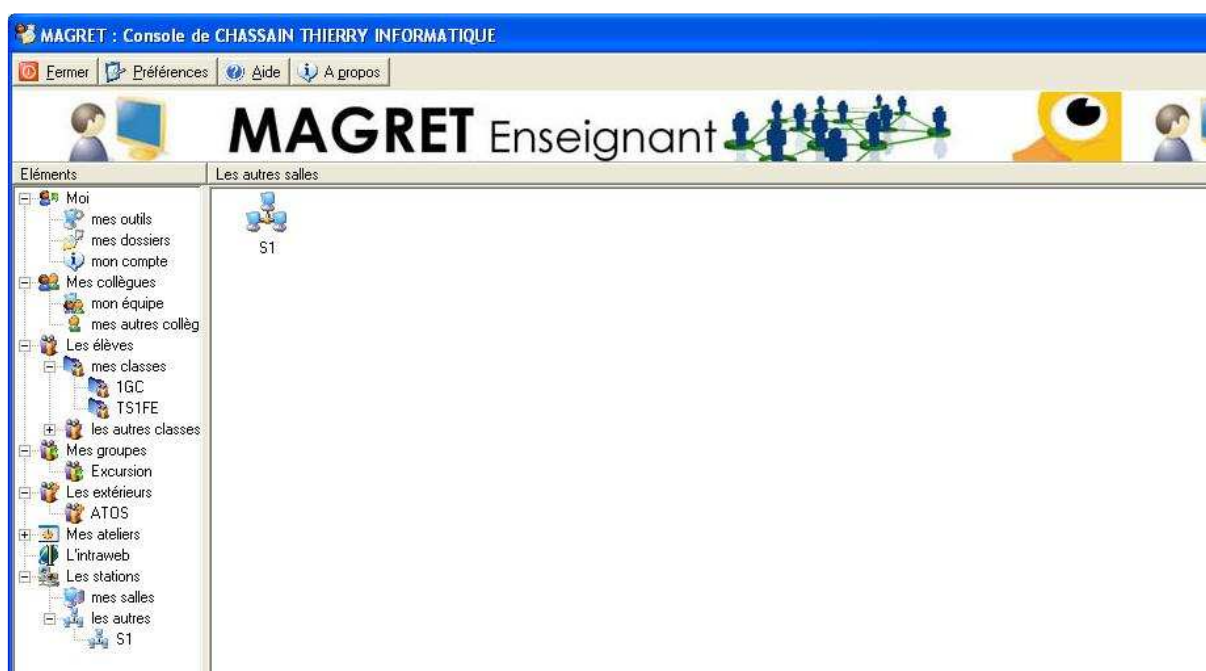 MAGRET : Console de CHASSAIN THIERRY INFORMATIQUE
Fermer Préférences Aide A propos
MAGRET Enseignant
Eléments Les autres salles
Moi
mes outils
mes dossiers
mon compte
Mes collègues
mon équipe
mes autres collèg
Les élèves
mes classes
1GC
TS1FE
les autres classes
Mes groupes
Excursion
Les extérieurs
ATOS
Mes ateliers
L'intraweb
Les stations
mes salles
les autres
S1
S1